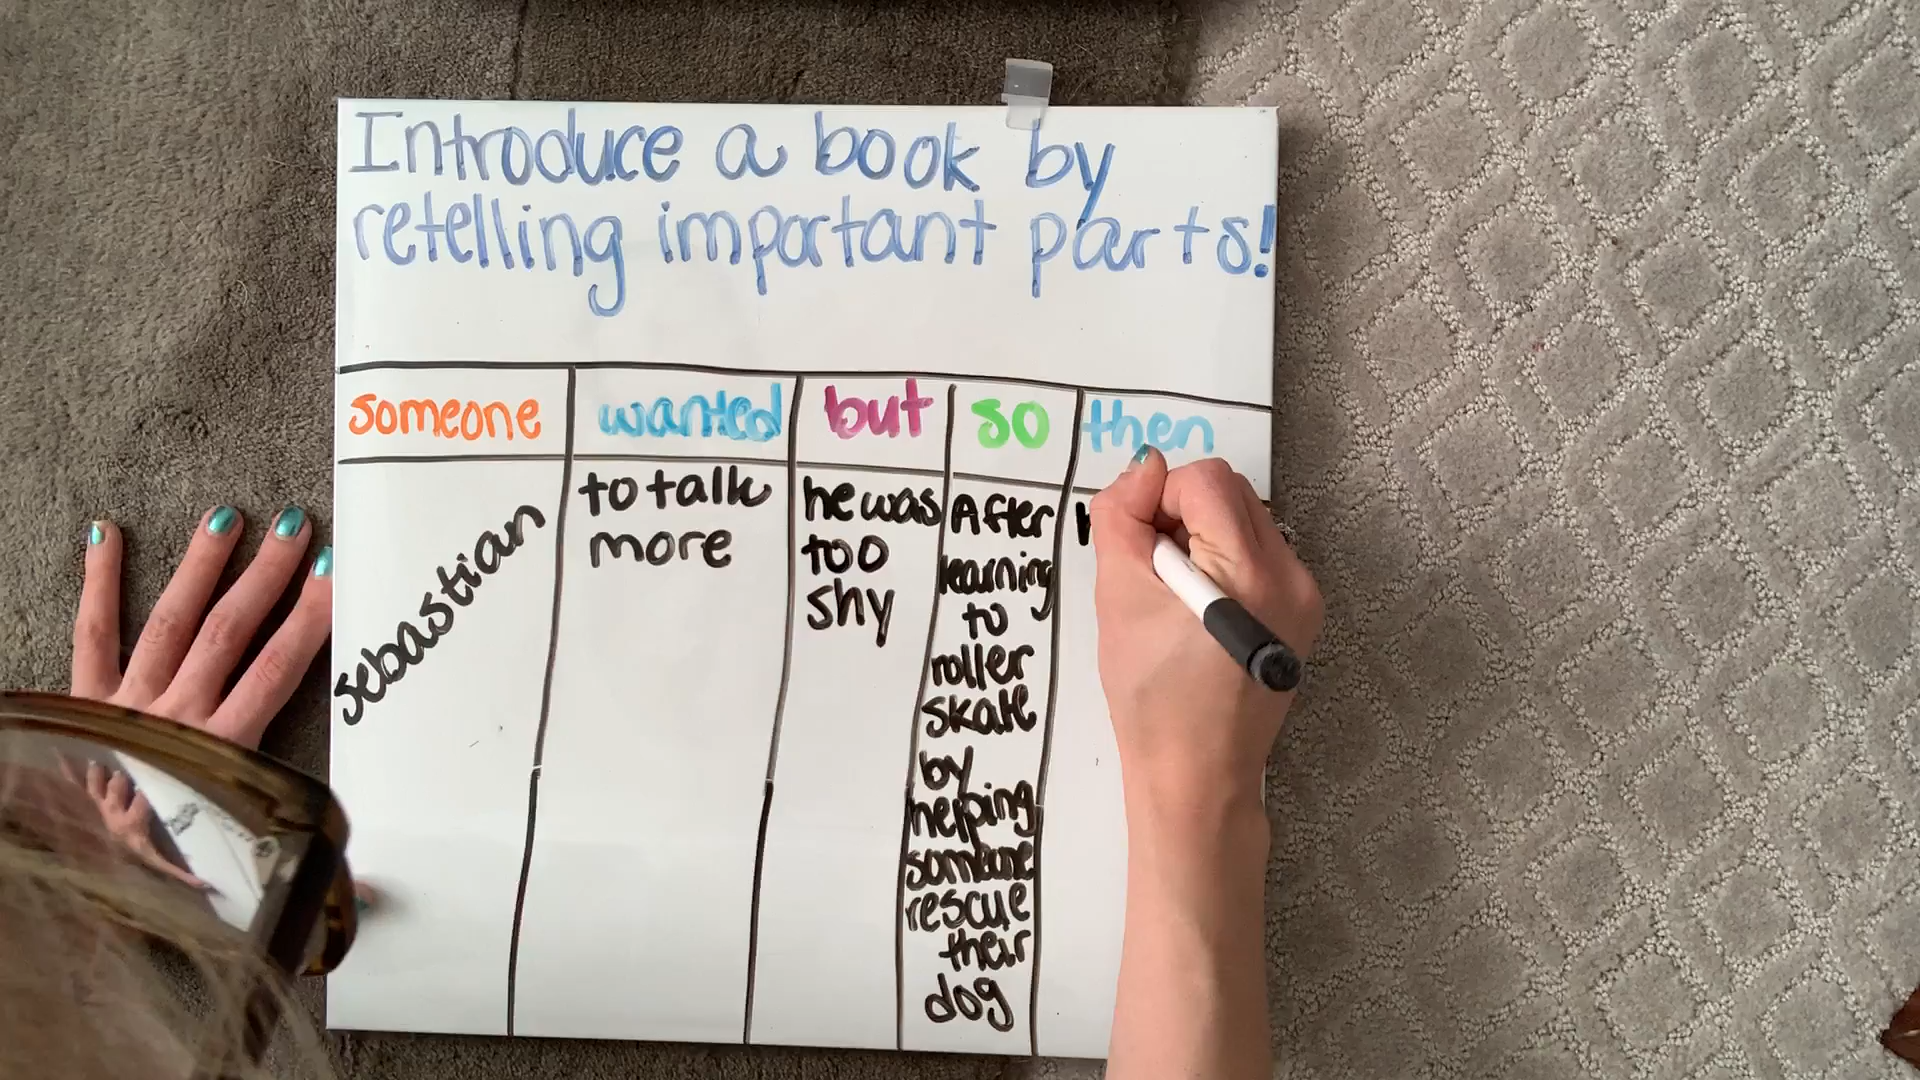 Introduce a book by
retelling important parts!
someone
wanted
but
so
then
Sebastian
to talk
more
he was
too
shy
After
learning
to
roller
skate
by
helping
someone
rescue
their
dog